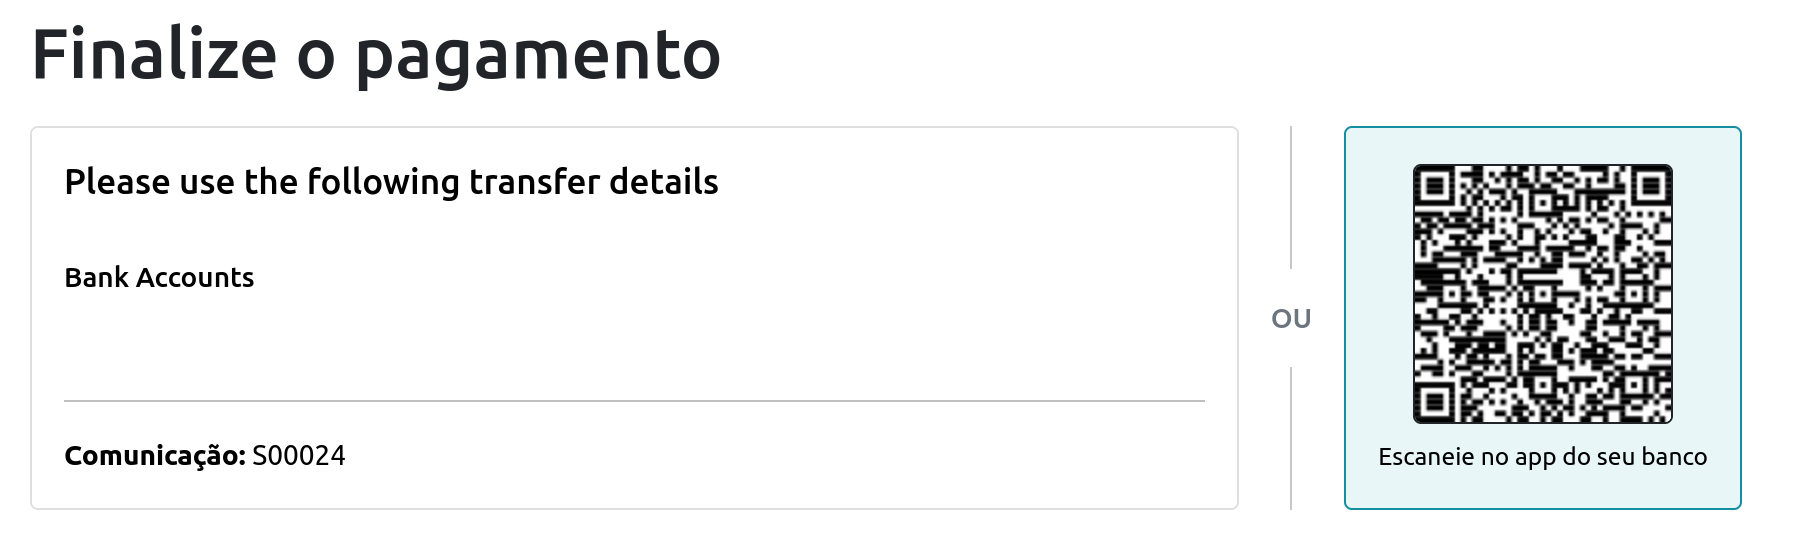 Finalize o pagamento
Please use the following transfer details
Bank Accounts
Comunicação: S00024
OU
Escaneie no app do seu banco